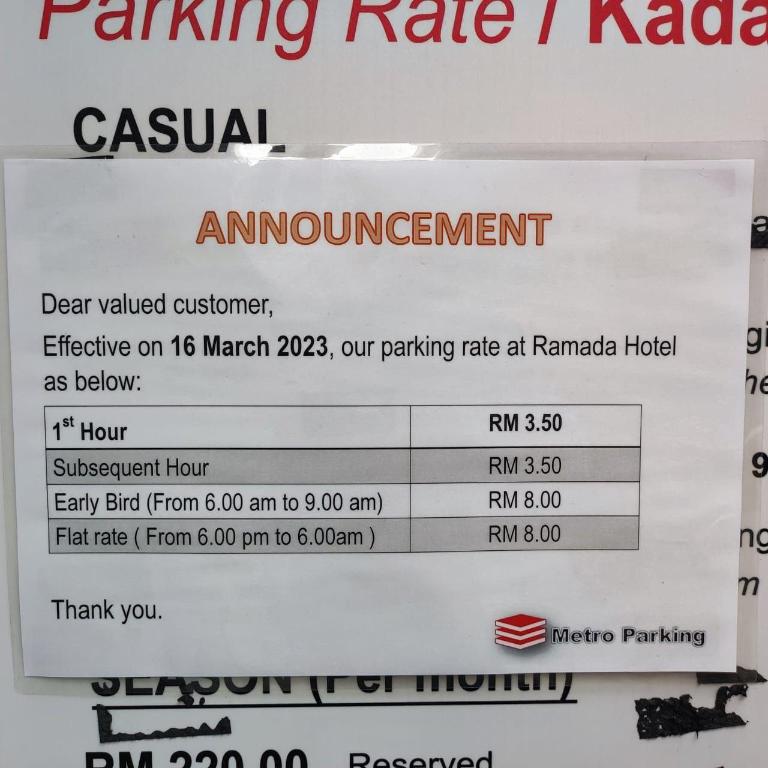 Parking Rate / Kada
CASUAL
ANNOUNCEMENT
Dear valued customer,
Effective on 16 March 2023, our parking rate at Ramada Hotel
as below:
1st Hour RM 3.50
Subsequent Hour RM 3.50
Early Bird (From 6.00 am to 9.00 am) RM 8.00
Flat rate ( From 6.00 pm to 6.00am ) RM 8.00
Thank you.
Metro Parking
SEASON (Per month)
RM 220.00 Reserved